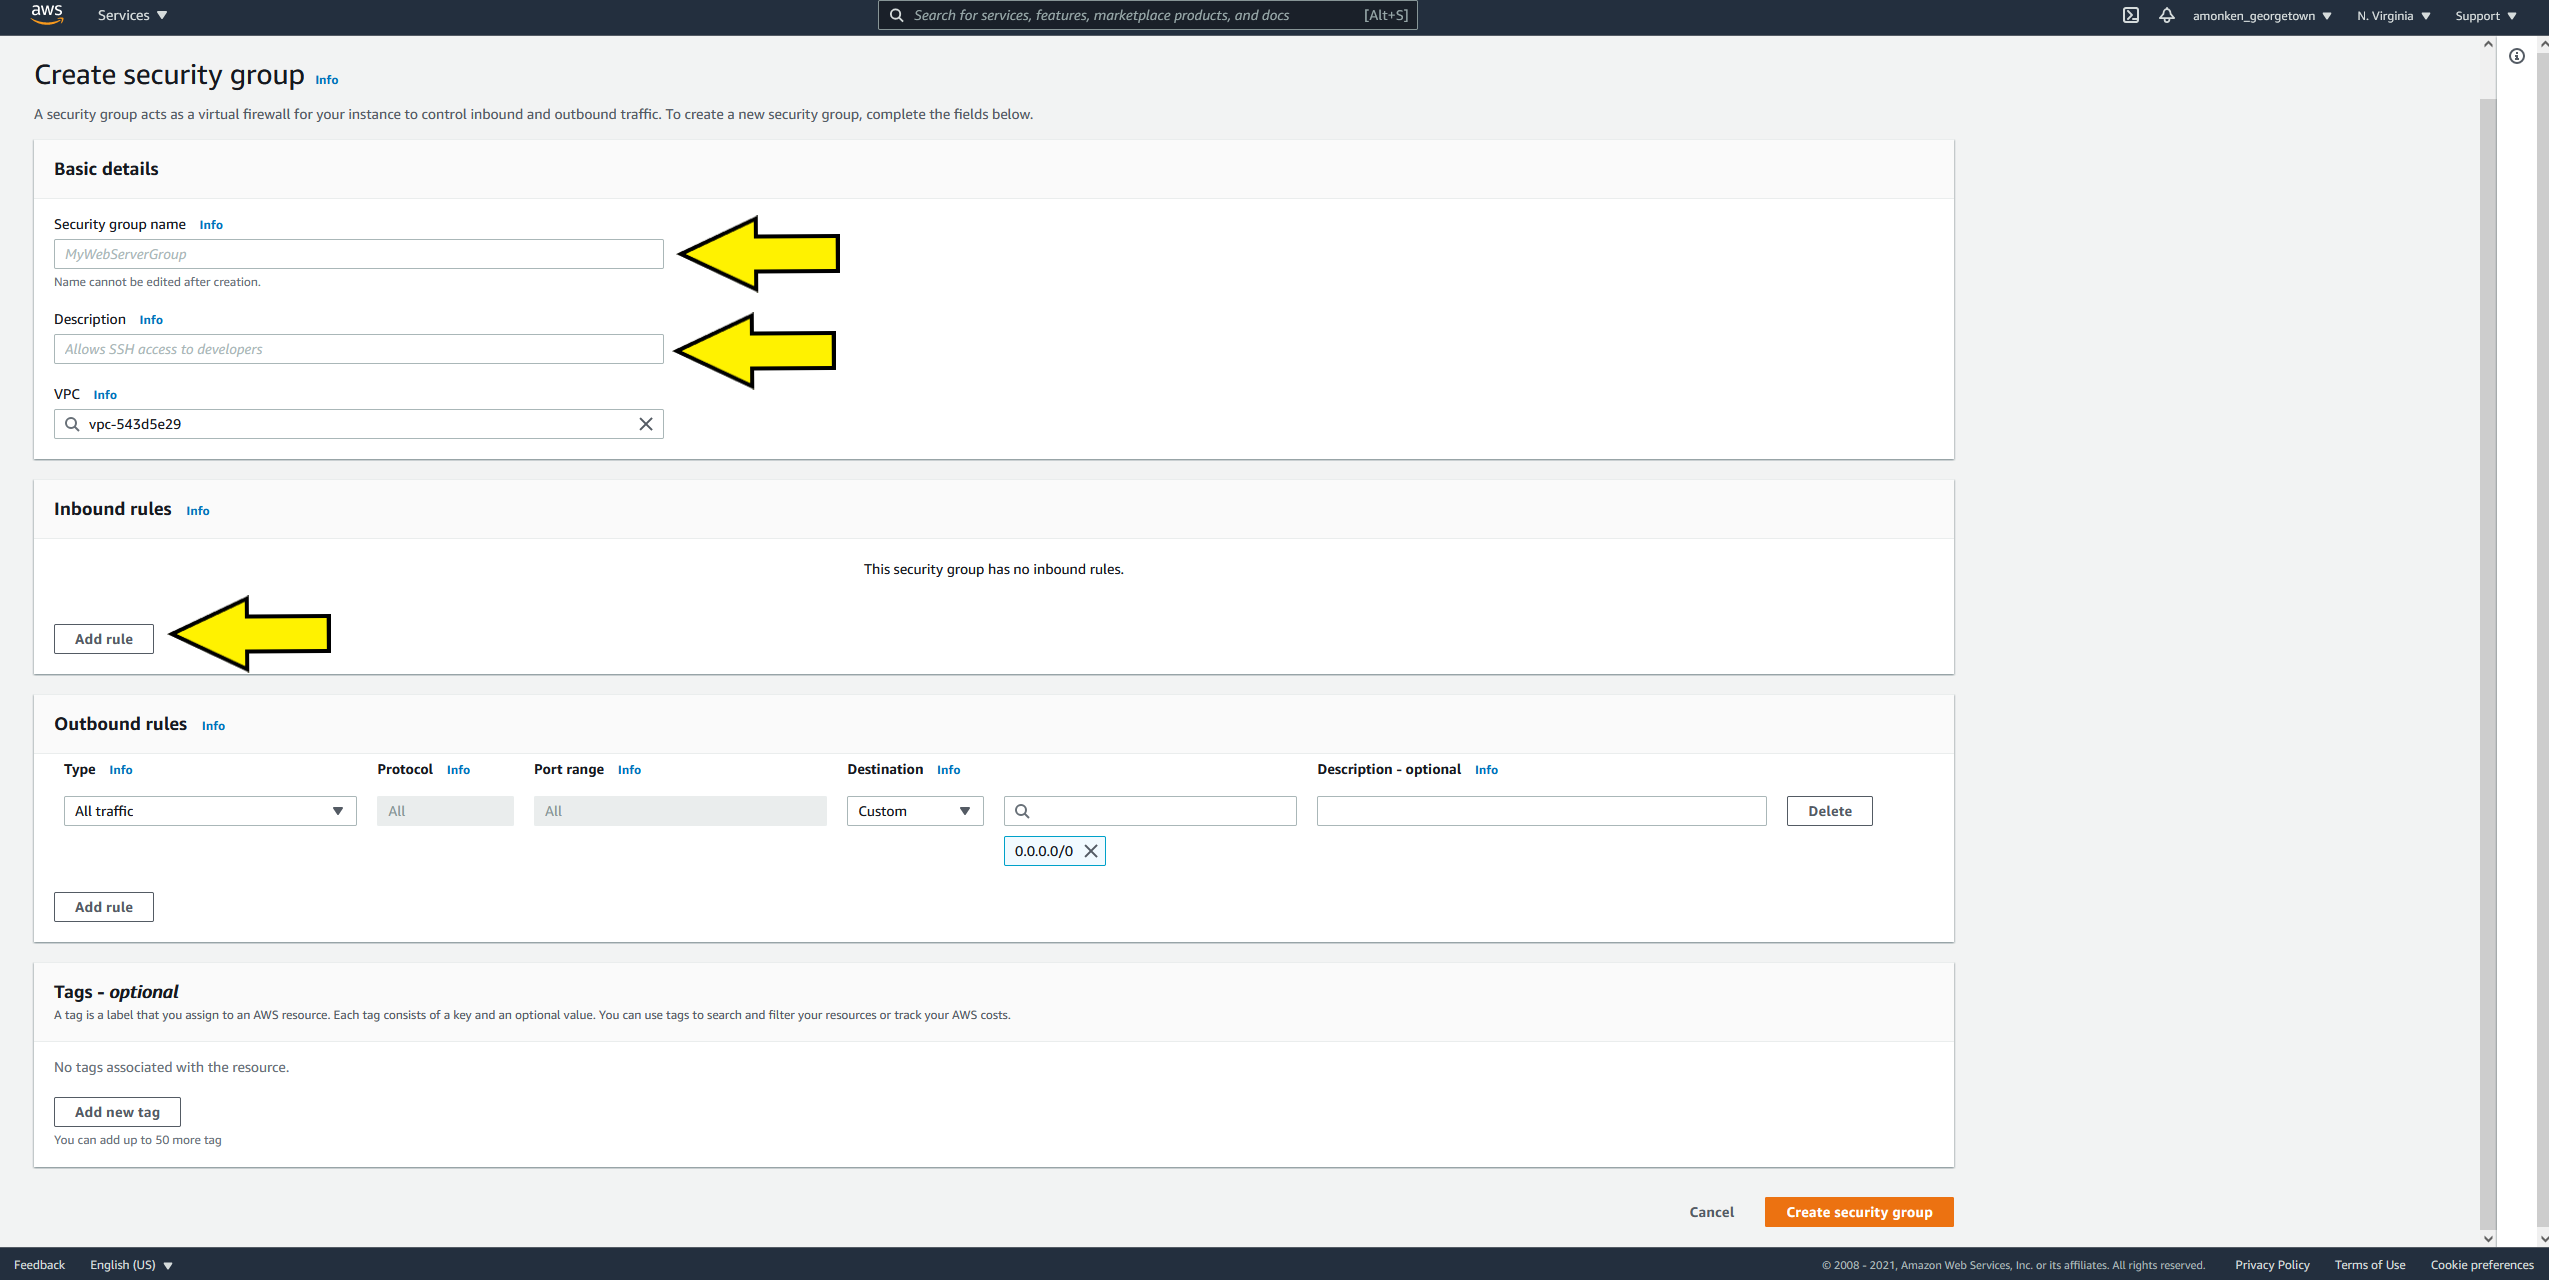 aws
Services
Search for services, features, marketplace products, and docs [Alt+S]
amonken_georgetown
N. Virginia
Support
Create security group Info
A security group acts as a virtual firewall for your instance to control inbound and outbound traffic. To create a new security group, complete the fields below.
Basic details
Security group name Info
MyWebServerGroup
Name cannot be edited after creation.
Description Info
Allows SSH access to developers
VPC Info
vpc-543d5e29
Inbound rules Info
This security group has no inbound rules.
Add rule
Outbound rules Info
Type Info Protocol Info Port range Info Destination Info Description - optional Info
All traffic All All Custom Delete
0.0.0.0/0
Add rule
Tags - optional
A tag is a label that you assign to an AWS resource. Each tag consists of a key and an optional value. You can use tags to search and filter your resources or track your AWS costs.
No tags associated with the resource.
Add new tag
You can add up to 50 more tag
Cancel Create security group
Feedback English (US) © 2008 - 2021, Amazon Web Services, Inc. or its affiliates. All rights reserved. Privacy Policy Terms of Use Cookie preferences